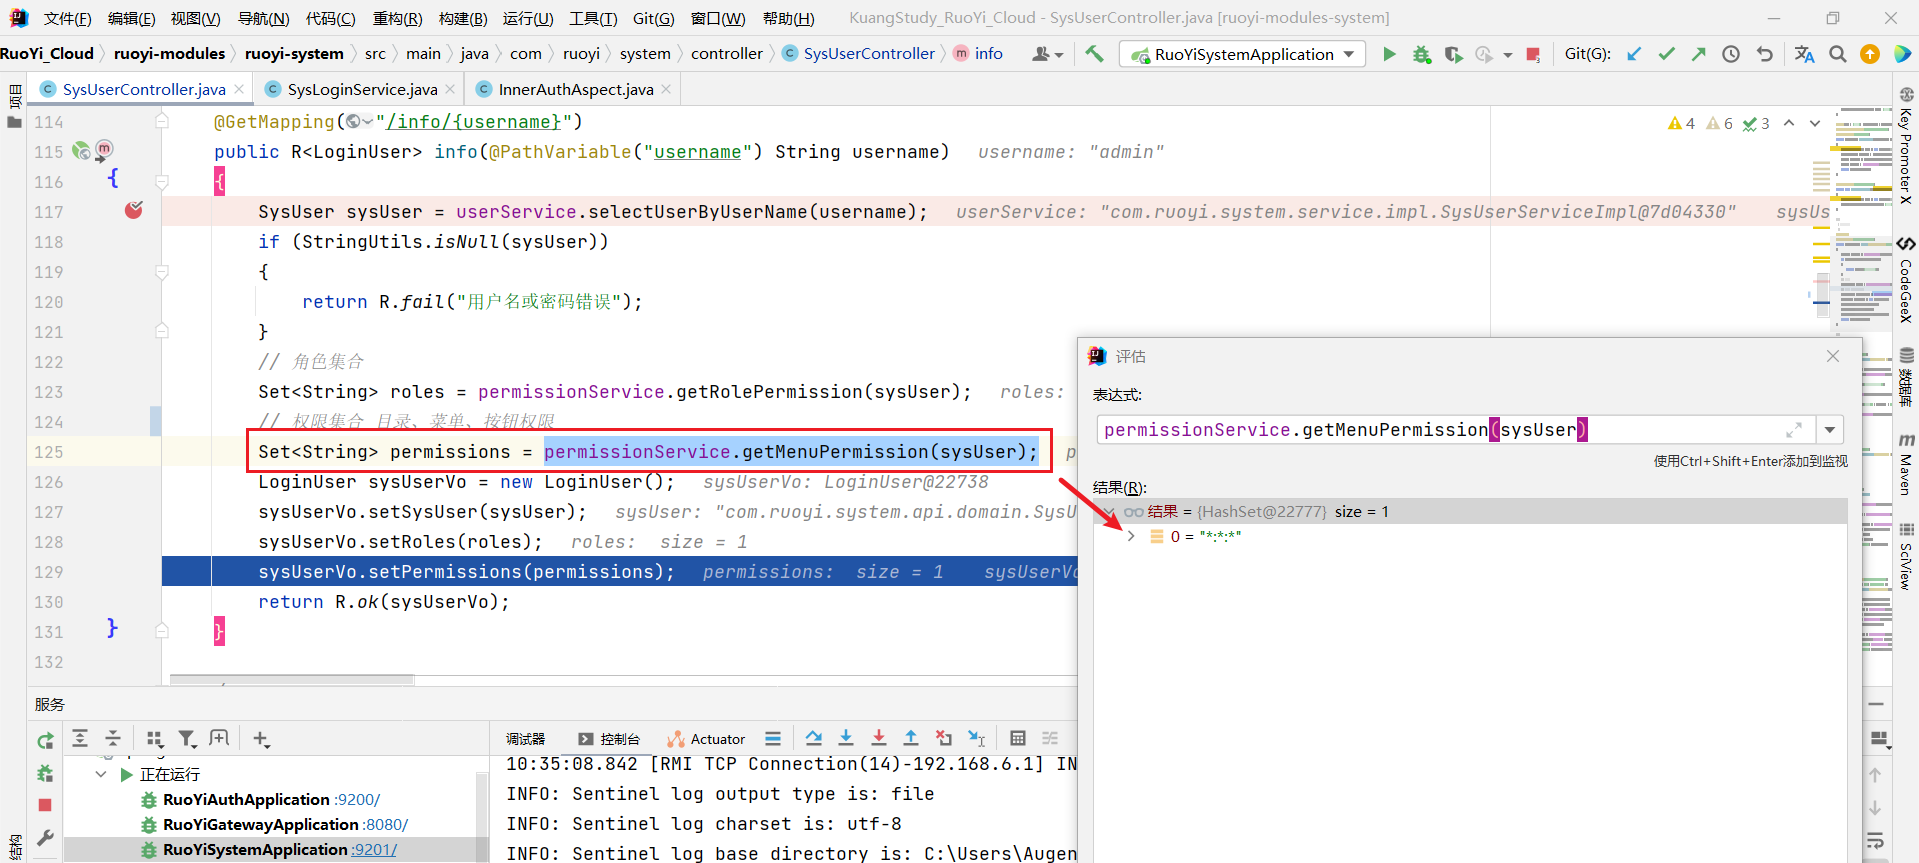 文件(F) 编辑(E) 视图(V) 导航(N) 代码(C) 重构(R) 构建(B) 运行(U) 工具(T) Git(G) 窗口(W) 帮助(H) KuangStudy_RuoYi_Cloud - SysUserController.java [ruoyi-modules-system]
RuoYi_Cloud ruoyi-modules ruoyi-system src main java com ruoyi system controller SysUserController info RuoYiSystemApplication Git(G):
项目 SysUserController.java SysLoginService.java InnerAuthAspect.java
114 @GetMapping("/info/{username}") 4 6 3
115 public R<LoginUser> info(@PathVariable("username") String username) username: "admin"
116 {
117 SysUser sysUser = userService.selectUserByUserName(username); userService: "com.ruoyi.system.service.impl.SysUserServiceImpl@7d04330" sysUs
118 if (StringUtils.isNull(sysUser))
119 {
120 return R.fail("用户名或密码错误");
121 }
122 // 角色集合
123 Set<String> roles = permissionService.getRolePermission(sysUser); roles:
124 // 权限集合 目录、菜单、按钮权限
125 Set<String> permissions = permissionService.getMenuPermission(sysUser); p
126 LoginUser sysUserVo = new LoginUser(); sysUserVo: LoginUser@22738
127 sysUserVo.setSysUser(sysUser); sysUser: "com.ruoyi.system.api.domain.SysU
128 sysUserVo.setRoles(roles); roles: size = 1
129 sysUserVo.setPermissions(permissions); permissions: size = 1 sysUserVo
130 return R.ok(sysUserVo);
131 }
132
评估
表达式:
permissionService.getMenuPermission(sysUser)
使用Ctrl+Shift+Enter添加到监视
结果(R):
结果 = {HashSet@22777} size = 1
0 = "*:*:*"
Key Promoter X
CodeGeeX
数据库
Maven
SciView
服务
调试器 控制台 Actuator
正在运行
RuoYiAuthApplication :9200/
RuoYiGatewayApplication :8080/
RuoYiSystemApplication :9201/
结构
10:35:08.842 [RMI TCP Connection(14)-192.168.6.1] IN
INFO: Sentinel log output type is: file
INFO: Sentinel log charset is: utf-8
INFO: Sentinel log base directory is: C:\Users\Augen